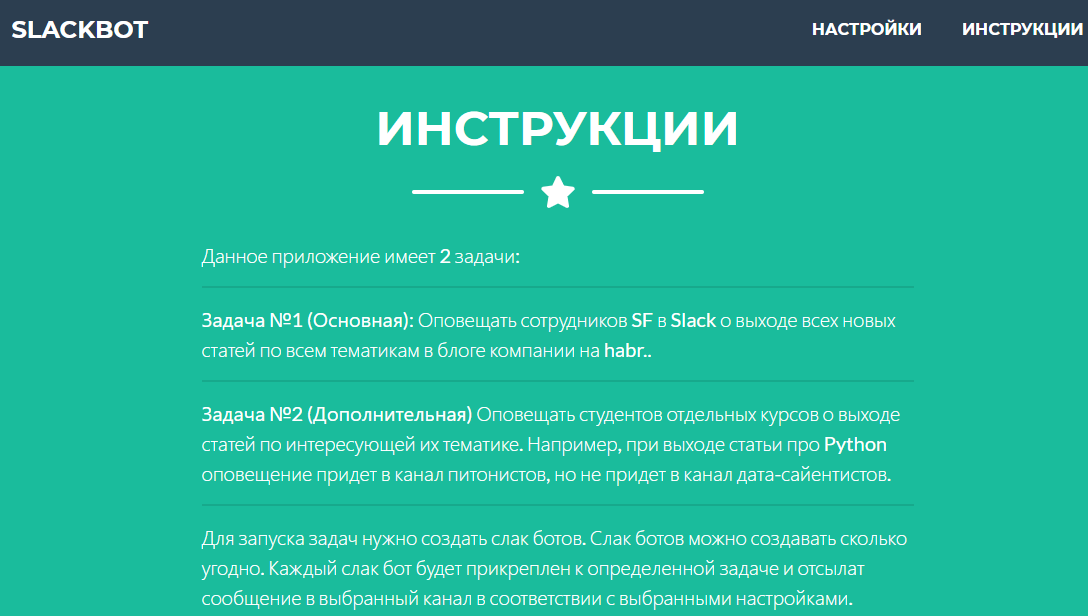 SLACKBOT
НАСТРОЙКИ
ИНСТРУКЦИИ
ИНСТРУКЦИИ
Данное приложение имеет 2 задачи:
Задача №1 (Основная): Оповещать сотрудников SF в Slack о выходе всех новых
статей по всем тематикам в блоге компании на habr..
Задача №2 (Дополнительная) Оповещать студентов отдельных курсов о выходе
статей по интересующей их тематике. Например, при выходе статьи про Python
оповещение придет в канал питонистов, но не придет в канал дата-сайентистов.
Для запуска задач нужно создать слак ботов. Слак ботов можно создавать сколько
угодно. Каждый слак бот будет прикреплен к определенной задаче и отсылат
сообщение в выбранный канал в соответствии с выбранными настройками.